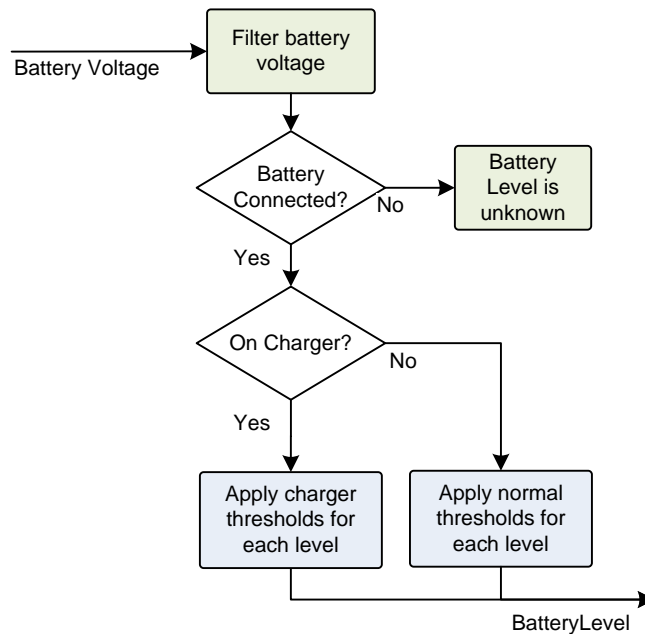 Filter battery
voltage
Battery Voltage
Battery
Connected?
Battery
Level is
unknown
No
Yes
On Charger?
No
Yes
Apply charger
thresholds for
each level
Apply normal
thresholds for
each level
BatteryLevel